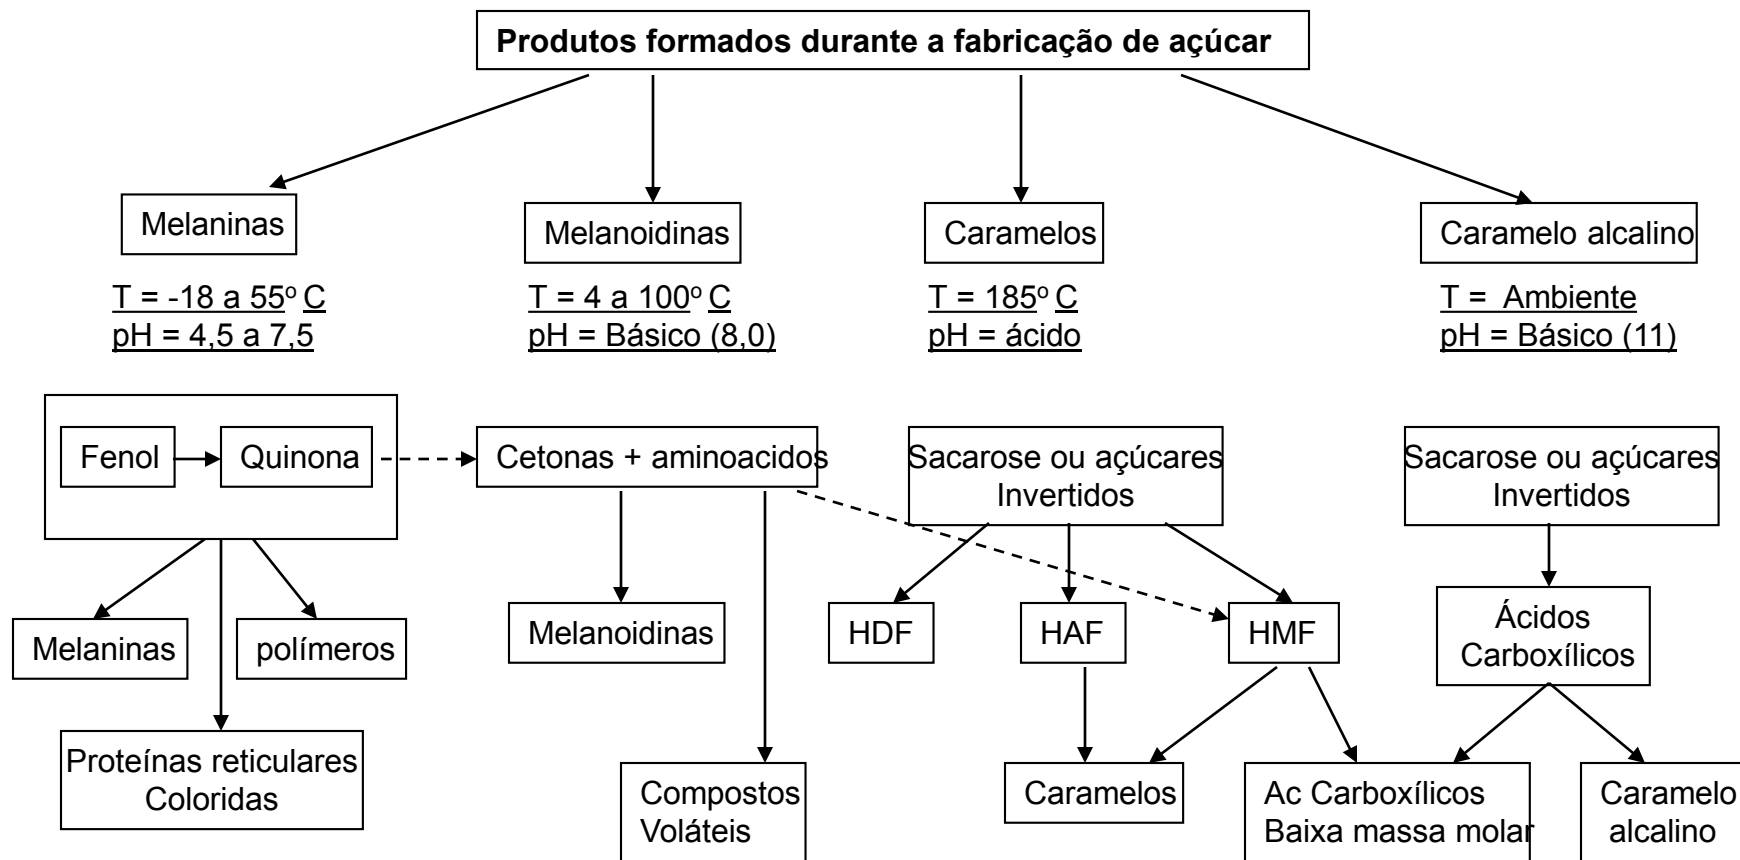 Produtos formados durante a fabricação de açúcar
Melaninas
Melanoidinas
Caramelos
Caramelo alcalino
T = -18 a 55º C
pH = 4,5 a 7,5
T = 4 a 100º C
pH = Básico (8,0)
T = 185º C
pH = ácido
T = Ambiente
pH = Básico (11)
Fenol
Quinona
Cetonas + aminoacidos
Sacarose ou açúcares
Invertidos
Sacarose ou açúcares
Invertidos
Melaninas
polímeros
Melanoidinas
HDF
HAF
HMF
Ácidos
Carboxílicos
Proteínas reticulares
Coloridas
Compostos
Voláteis
Caramelos
Ac Carboxílicos
Baixa massa molar
Caramelo
alcalino